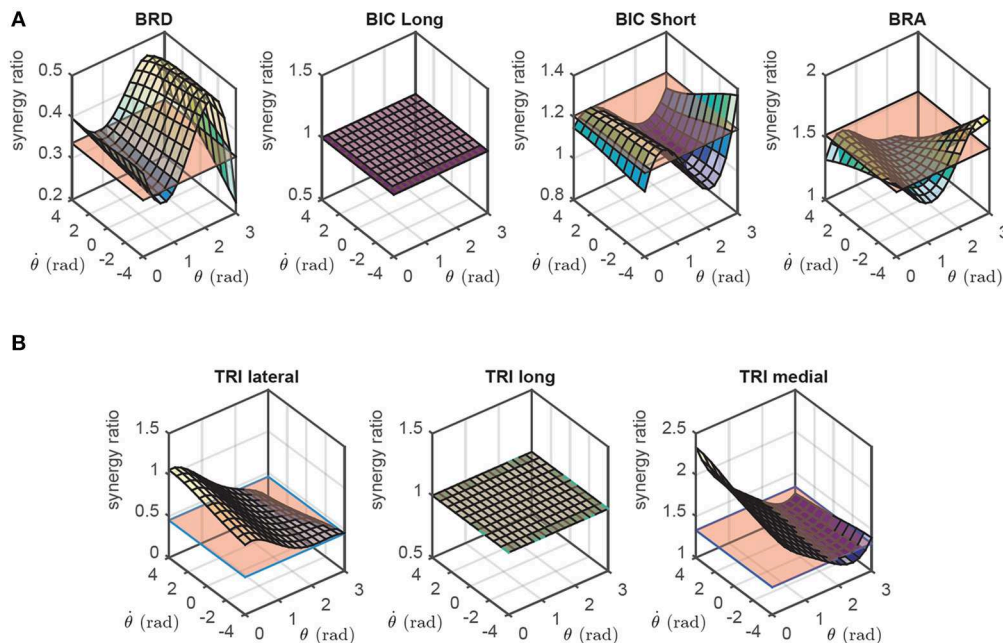 A
BRD
BIC Long
BIC Short
BRA
synergy ratio
0.5
0.4
0.3
0.2
4
2
0
-2
-4
θ̇ (rad)
0
1
2
3
θ (rad)
synergy ratio
1.5
1
0.5
4
2
0
-2
-4
θ̇ (rad)
0
1
2
3
θ (rad)
synergy ratio
1.4
1.2
1
0.8
4
2
0
-2
-4
θ̇ (rad)
0
1
2
3
θ (rad)
synergy ratio
2
1.5
1
4
2
0
-2
-4
θ̇ (rad)
0
1
2
3
θ (rad)
B
TRI lateral
TRI long
TRI medial
synergy ratio
1.5
1
0.5
0
4
2
0
-2
-4
θ̇ (rad)
0
1
2
3
θ (rad)
synergy ratio
1.5
1
0.5
4
2
0
-2
-4
θ̇ (rad)
0
1
2
3
θ (rad)
synergy ratio
2.5
2
1.5
1
4
2
0
-2
-4
θ̇ (rad)
0
1
2
3
θ (rad)